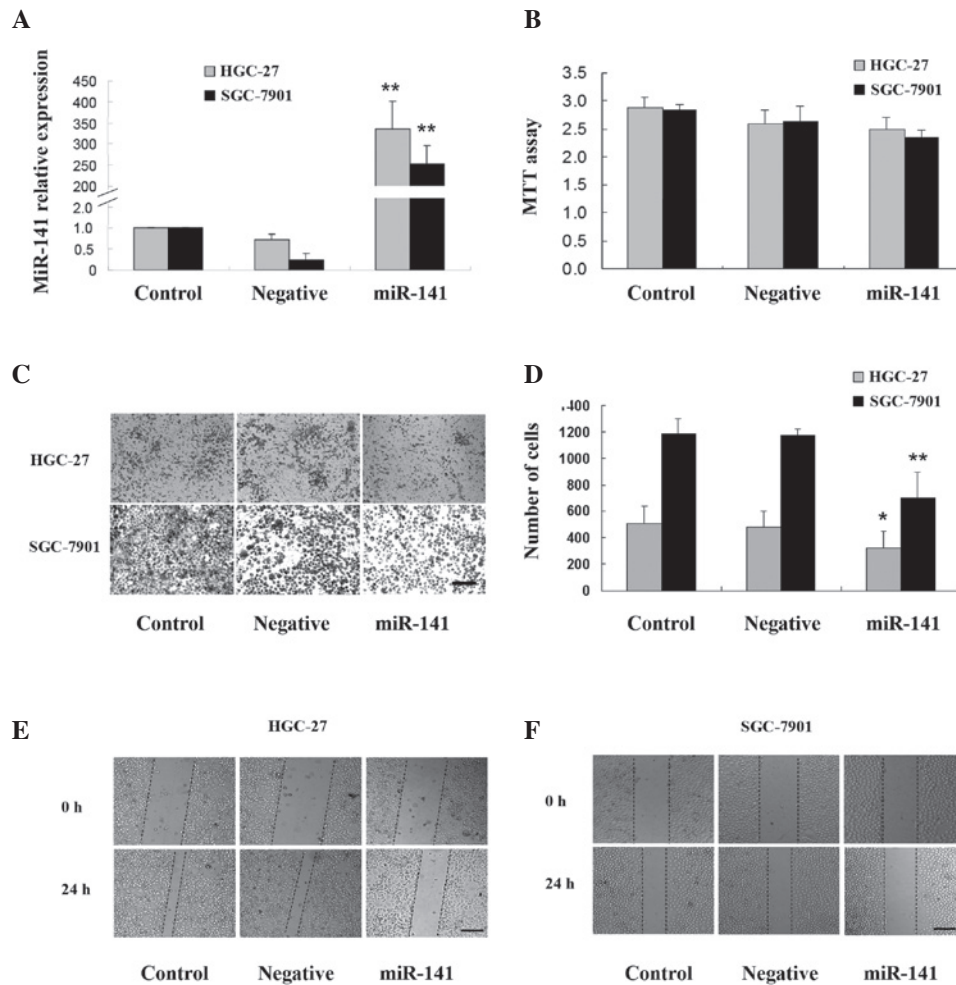 A
HGC-27
SGC-7901
MiR-141 relative expression
450
400
350
300
250
200
2.0
0.5
0
**
**
Control
Negative
miR-141
B
HGC-27
SGC-7901
MTT assay
3.5
3.0
2.5
2.0
1.5
1.0
0.5
0.0
Control
Negative
miR-141
C
HGC-27
SGC-7901
Control
Negative
miR-141
D
HGC-27
SGC-7901
Number of cells
400
1200
1000
800
600
400
200
0
*
**
Control
Negative
miR-141
E
HGC-27
0 h
24 h
Control
Negative
miR-141
F
SGC-7901
0 h
24 h
Control
Negative
miR-141